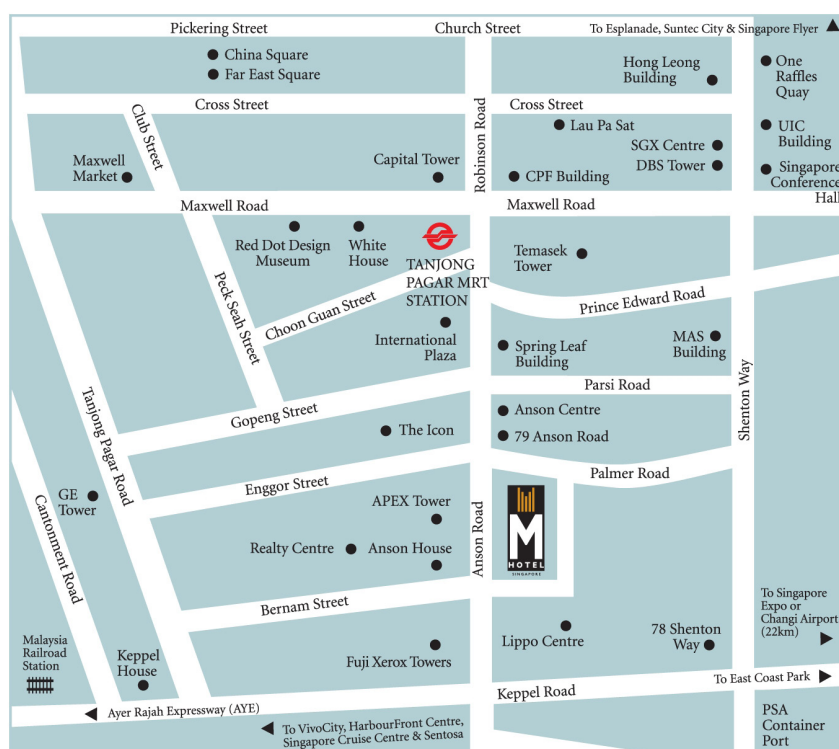 Pickering Street
Church Street
To Esplanade, Suntec City & Singapore Flyer
China Square
Far East Square
Hong Leong
Building
One
Raffles
Quay
Cross Street
Cross Street
Club Street
Robinson Road
Lau Pa Sat
UIC
Building
SGX Centre
DBS Tower
Maxwell
Market
Capital Tower
CPF Building
Singapore
Conference
Hall
Maxwell Road
Maxwell Road
Red Dot Design
Museum
White
House
TANJONG
PAGAR MRT
STATION
Temasek
Tower
Peck Seah Street
Choon Guan Street
Prince Edward Road
International
Plaza
Spring Leaf
Building
MAS
Building
Shenton Way
Parsi Road
Tanjong Pagar Road
Gopeng Street
The Icon
Anson Centre
79 Anson Road
Enggor Street
Palmer Road
GE
Tower
Cantonment Road
APEX Tower
Anson Road
M
HOTEL
SINGAPORE
Realty Centre
Anson House
Bernam Street
To Singapore
Expo or
Changi Airport
(22km)
Malaysia
Railroad
Station
Keppel
House
Fuji Xerox Towers
Lippo Centre
78 Shenton
Way
Keppel Road
To East Coast Park
Ayer Rajah Expressway (AYE)
To VivoCity, HarbourFront Centre,
Singapore Cruise Centre & Sentosa
PSA
Container
Port